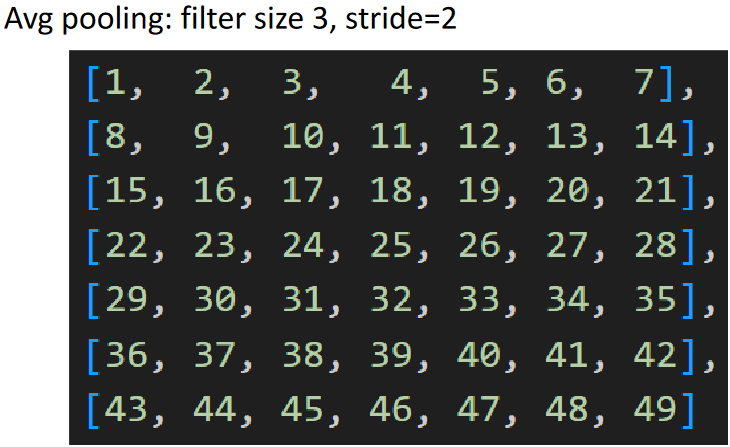 Avg pooling: filter size 3, stride=2
[1, 2, 3, 4, 5, 6, 7],
[8, 9, 10, 11, 12, 13, 14],
[15, 16, 17, 18, 19, 20, 21],
[22, 23, 24, 25, 26, 27, 28],
[29, 30, 31, 32, 33, 34, 35],
[36, 37, 38, 39, 40, 41, 42],
[43, 44, 45, 46, 47, 48, 49]